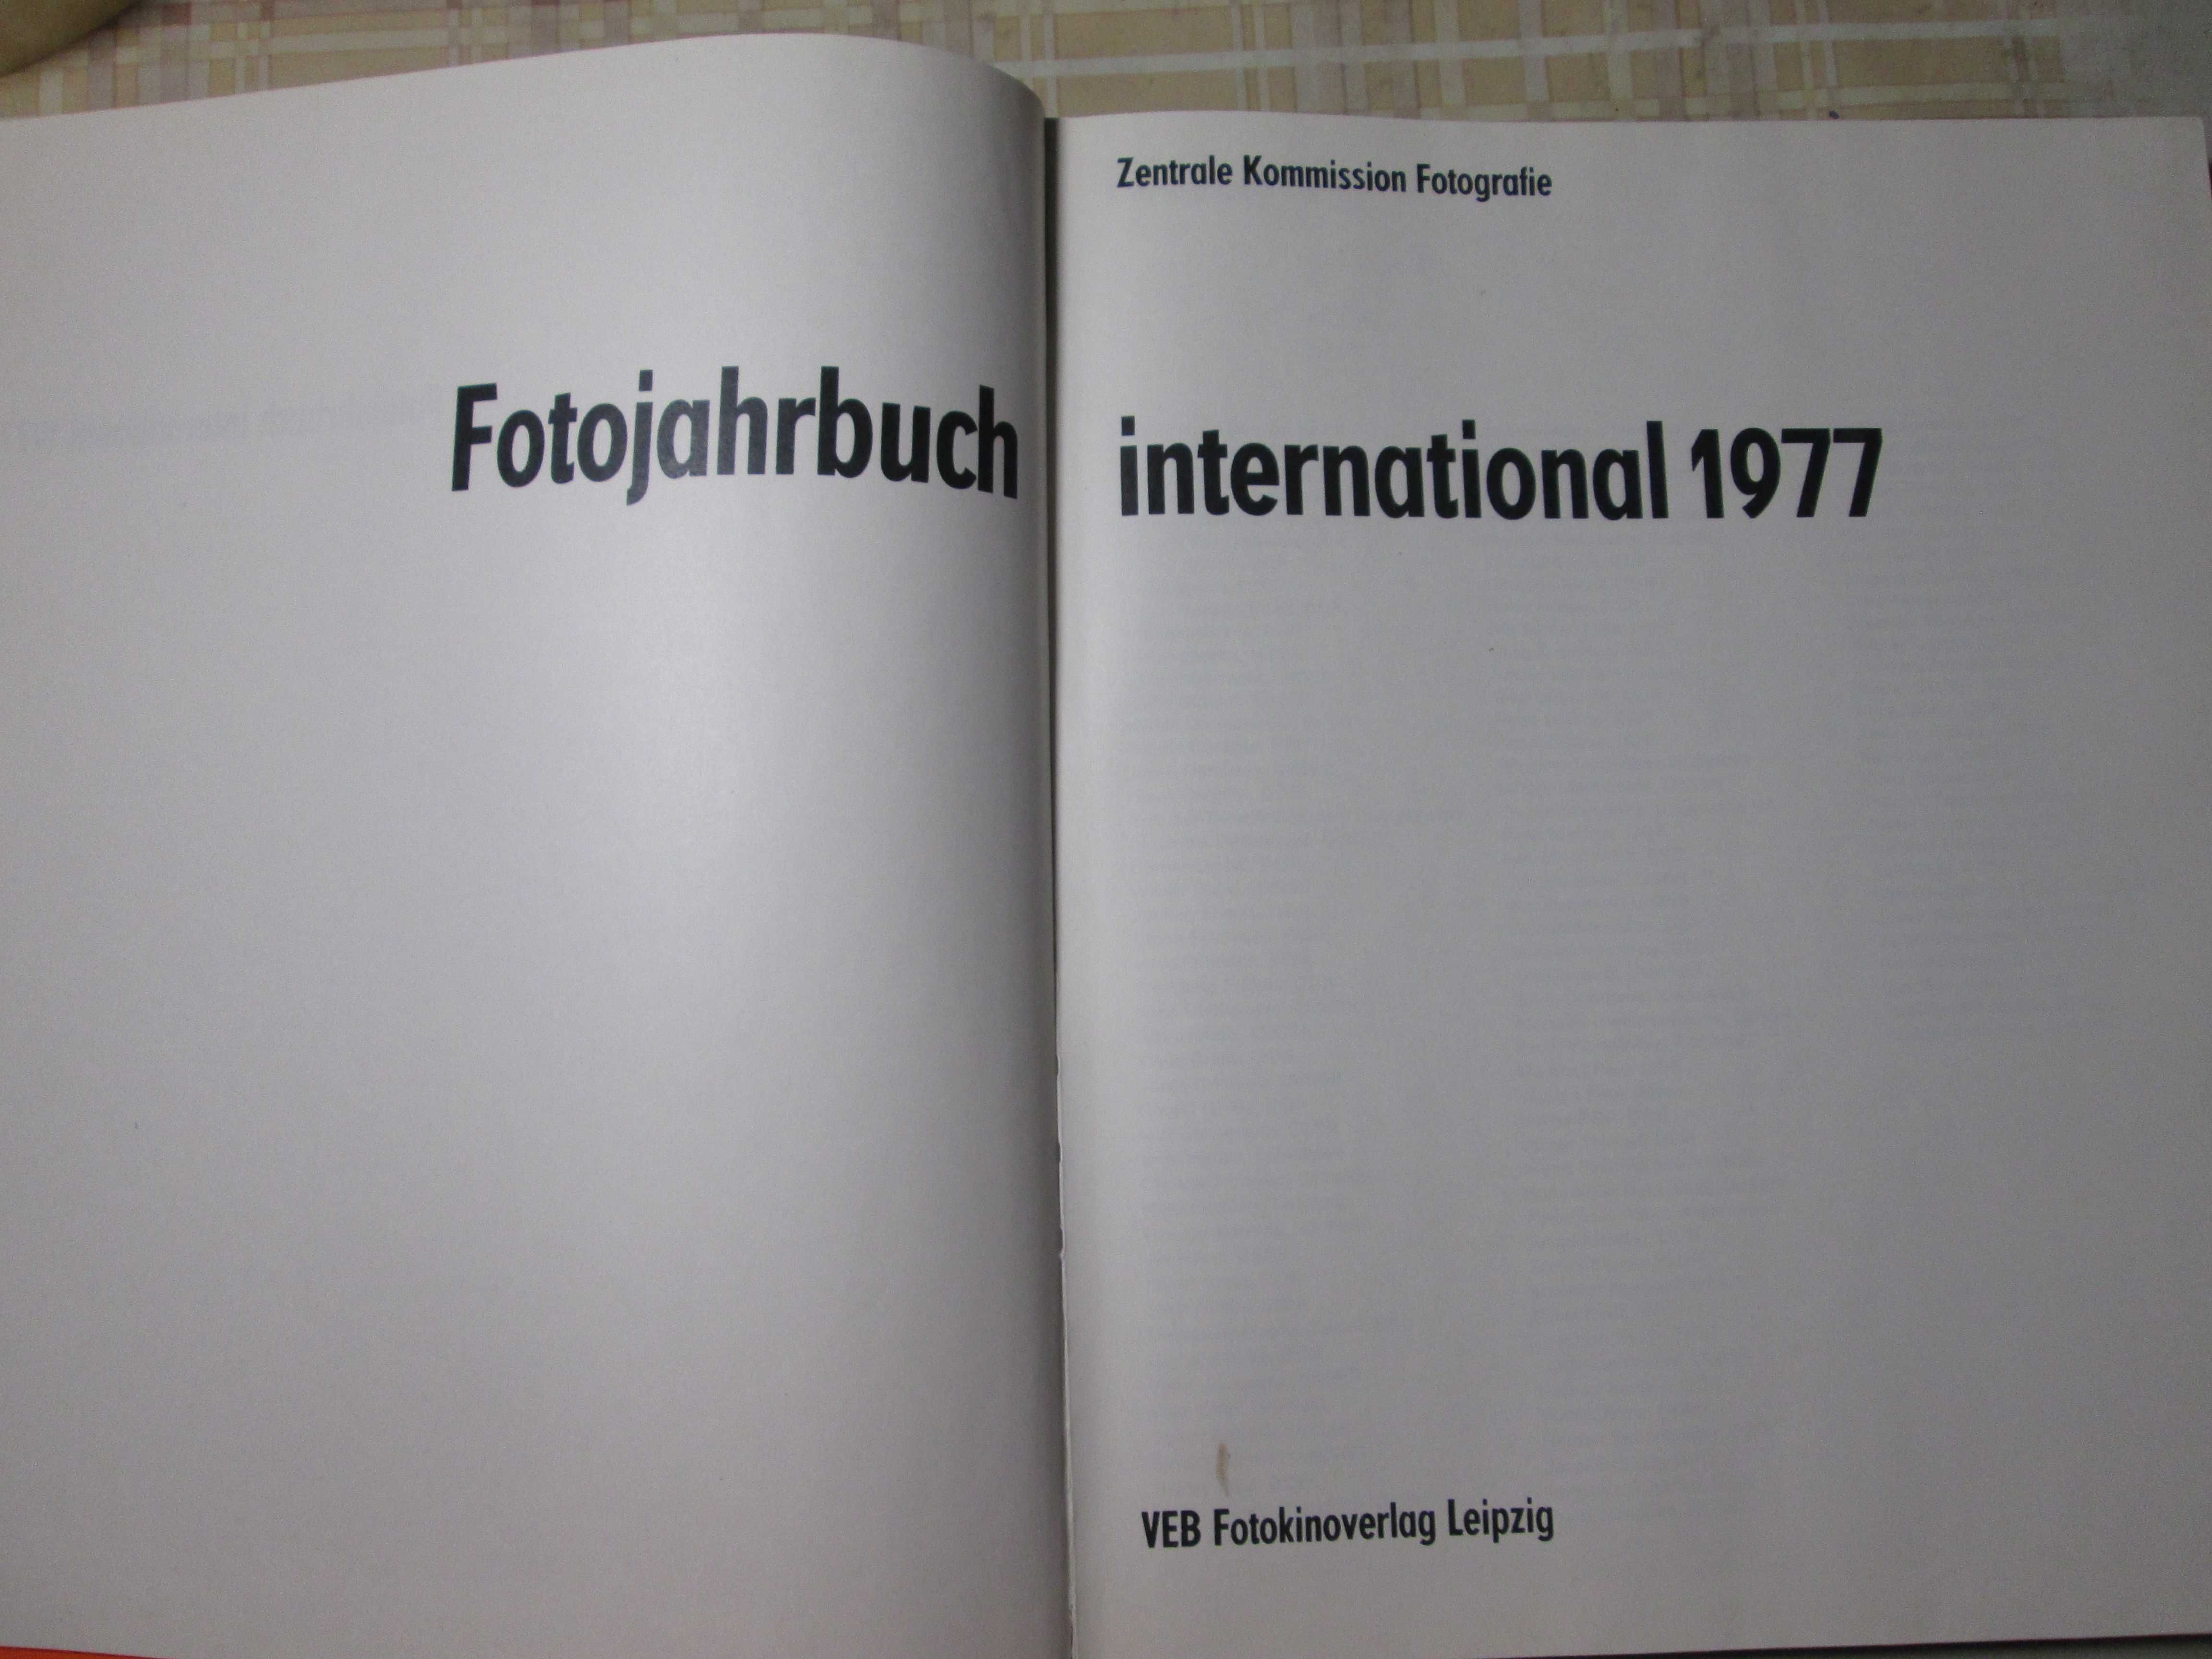 Zentrale Kommission Fotografie
Fotojahrbuch international 1977
VEB Fotokinoverlag Leipzig